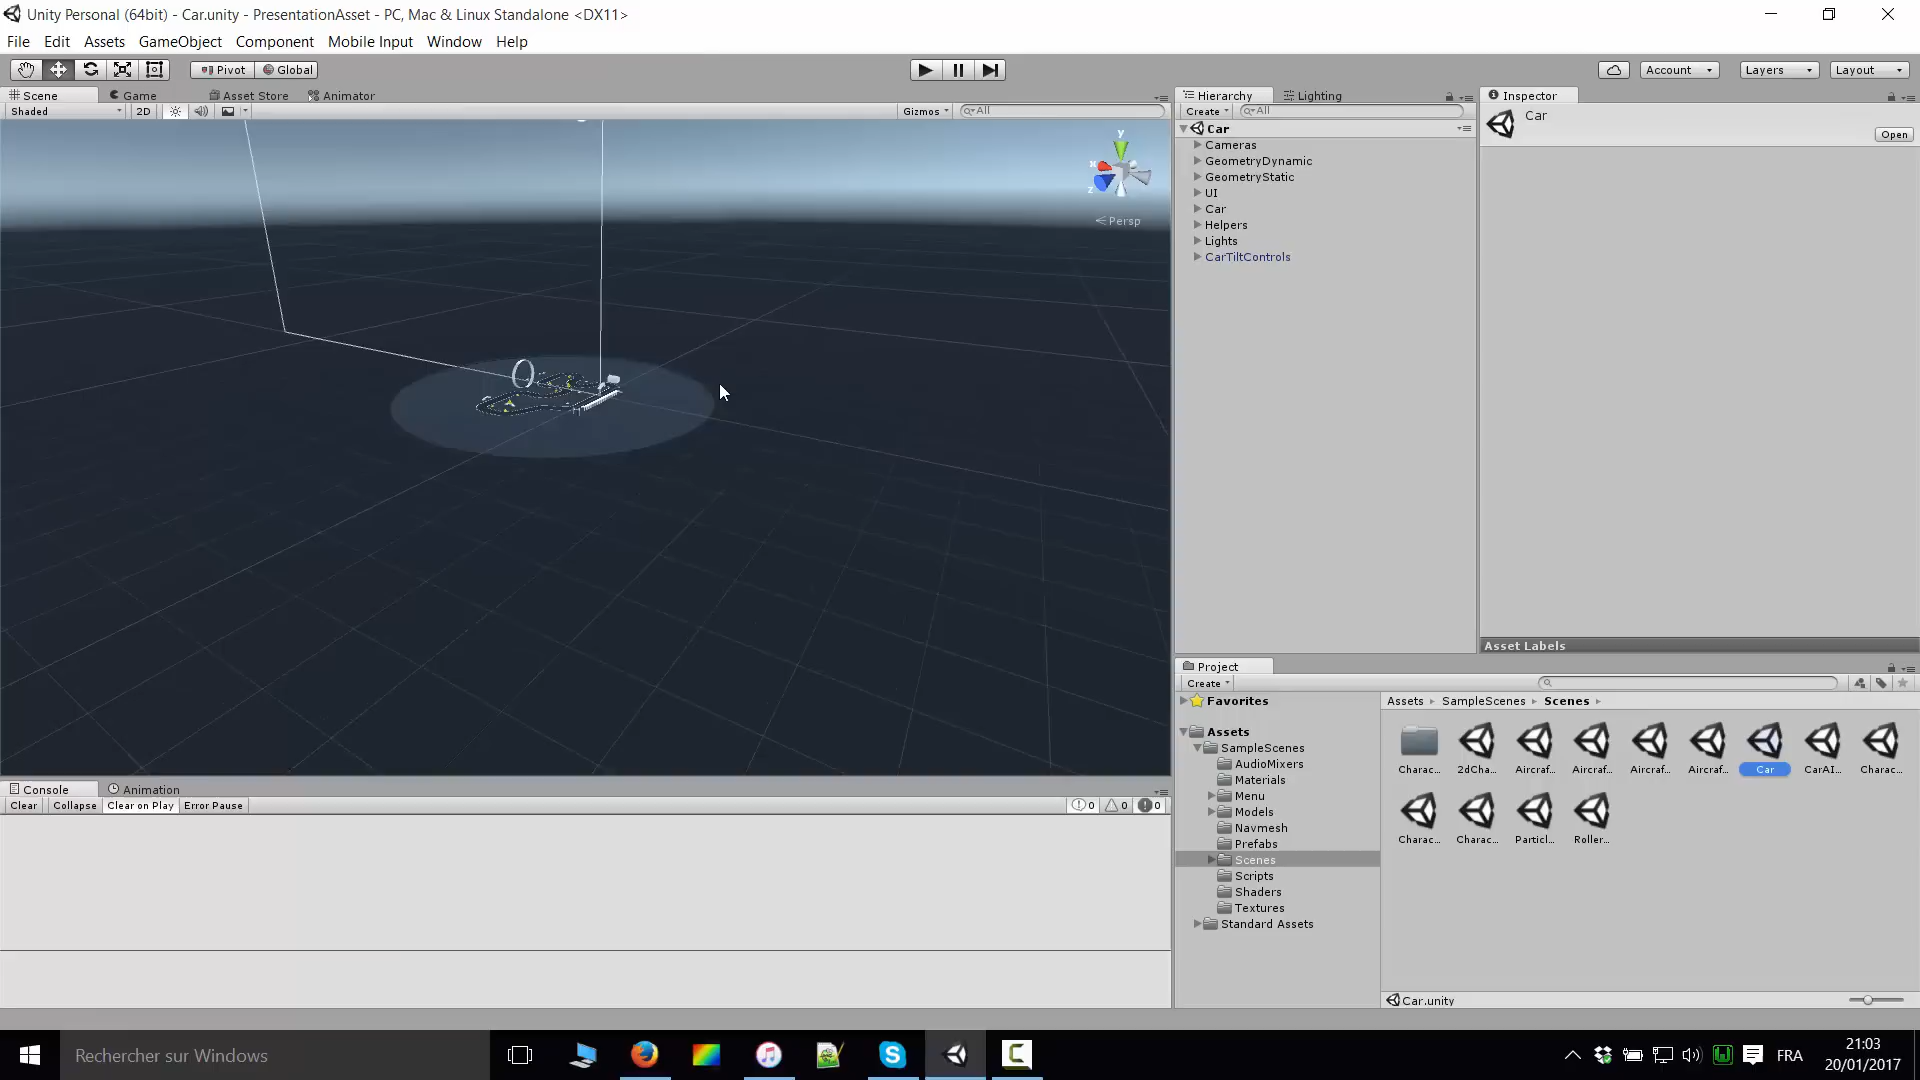 Unity Personal (64bit) - Car.unity - PresentationAsset - PC, Mac & Linux Standalone <DX11>
File Edit Assets GameObject Component Mobile Input Window Help
Pivot Global Account Layers Layout
Scene Game Asset Store Animator
Shaded 2D Gizmos All
y
x
z
Persp
Hierarchy Lighting
Create All
Car
Cameras
GeometryDynamic
GeometryStatic
UI
Car
Helpers
Lights
CarTiltControls
Inspector
Car
Open
Asset Labels
Project
Create
Favorites
Assets
SampleScenes
AudioMixers
Materials
Menu
Models
Navmesh
Prefabs
Scenes
Scripts
Shaders
Textures
Standard Assets
Assets SampleScenes Scenes
Charac... 2dCha... Aircraf... Aircraf... Aircraf... Aircraf... Car CarAI... Charac...
Charac... Charac... Particl... Roller...
Car.unity
Console Animation
Clear Collapse Clear on Play Error Pause 0 0 0
Rechercher sur Windows
FRA
21:03
20/01/2017